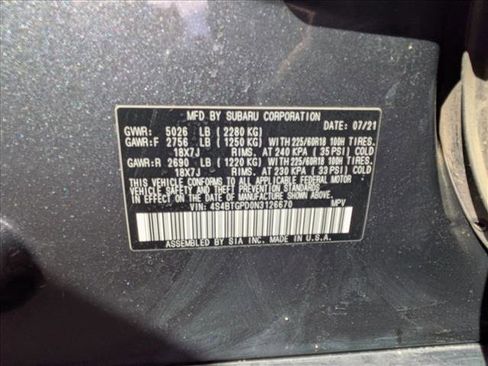 MFD BY SUBARU CORPORATION
GVWR: 5026 LB (2280 KG) DATE: 07/21
GAWR:F 2756 LB (1250 KG) WITH 225/60R18 100H TIRES,
18X7J RIMS, AT 240 KPA (35 PSI) COLD
GAWR:R 2690 LB (1220 KG) WITH 225/60R18 100H TIRES,
18X7J RIMS, AT 230 KPA (33 PSI) COLD
THIS VEHICLE CONFORMS TO ALL APPLICABLE FEDERAL MOTOR
VEHICLE SAFETY AND THEFT PREVENTION STANDARDS
IN EFFECT ON THE DATE OF MANUFACTURE SHOWN ABOVE.
VIN: 4S4BTGPD0N3126670 MPV
ASSEMBLED BY SIA INC. MADE IN U.S.A.